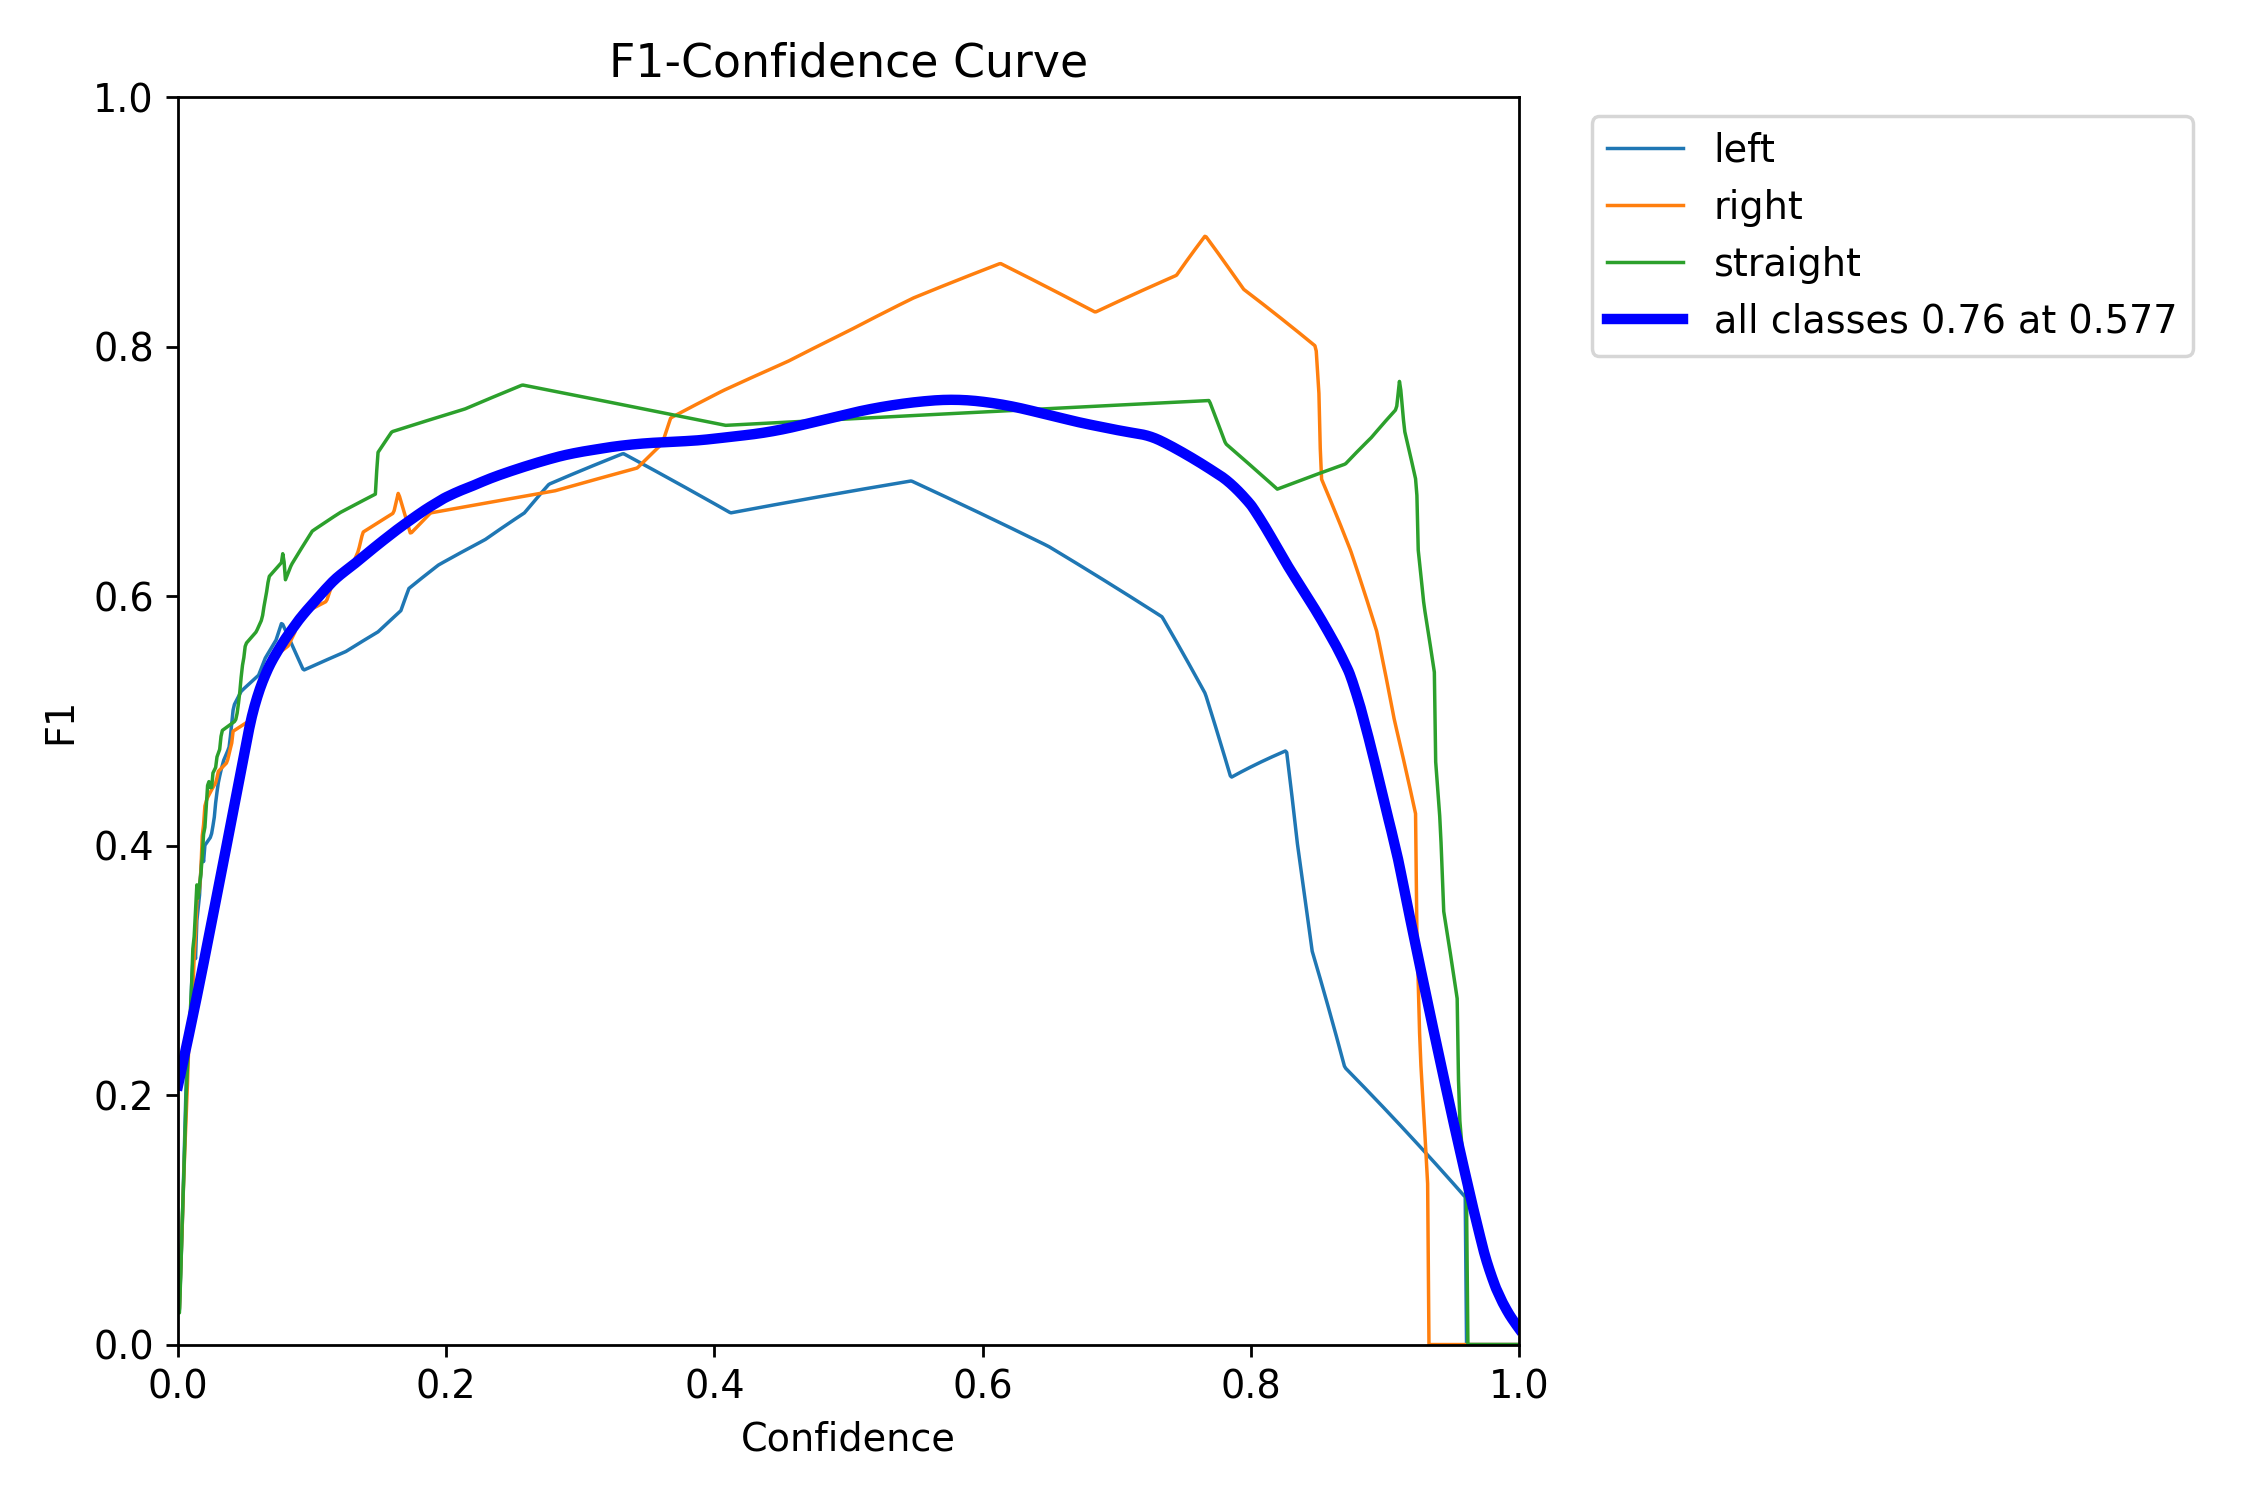 F1-Confidence Curve
1.0
0.8
0.6
0.4
0.2
0.0
F1
0.0 0.2 0.4 0.6 0.8 1.0
Confidence
left
right
straight
all classes 0.76 at 0.577